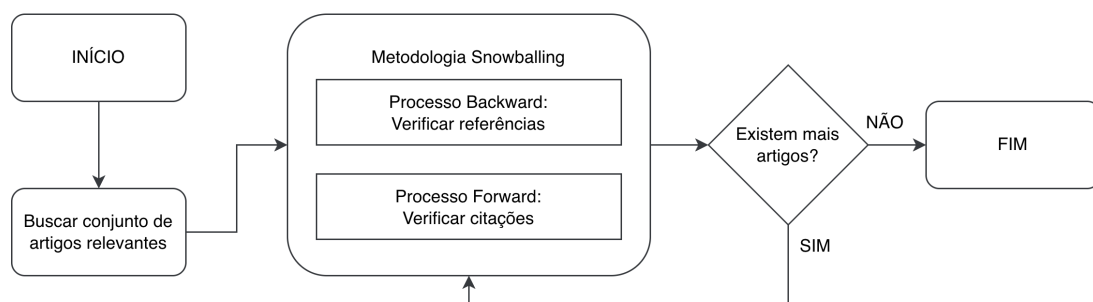 INÍCIO
Buscar conjunto de
artigos relevantes
Metodologia Snowballing
Processo Backward:
Verificar referências
Processo Forward:
Verificar citações
Existem mais
artigos?
NÃO
FIM
SIM